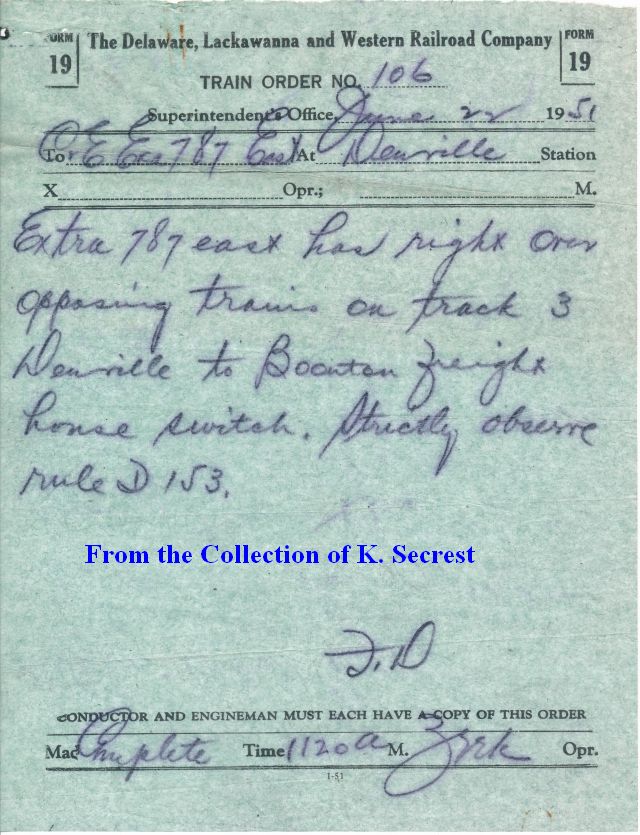 FORM 19 The Delaware, Lackawanna and Western Railroad Company FORM 19
TRAIN ORDER NO. 106
Superintendent's Office, June 22 1951
To C&E Exa 787 East At Denville Station
X Opr.; M.
Extra 787 east has right over
opposing trains on track 3
Denville to Boonton freight
house switch. Strictly observe
rule D 153.
From the Collection of K. Secrest
J.D
CONDUCTOR AND ENGINEMAN MUST EACH HAVE A COPY OF THIS ORDER
Made Complete Time 1120 a M. Opr.
1-51